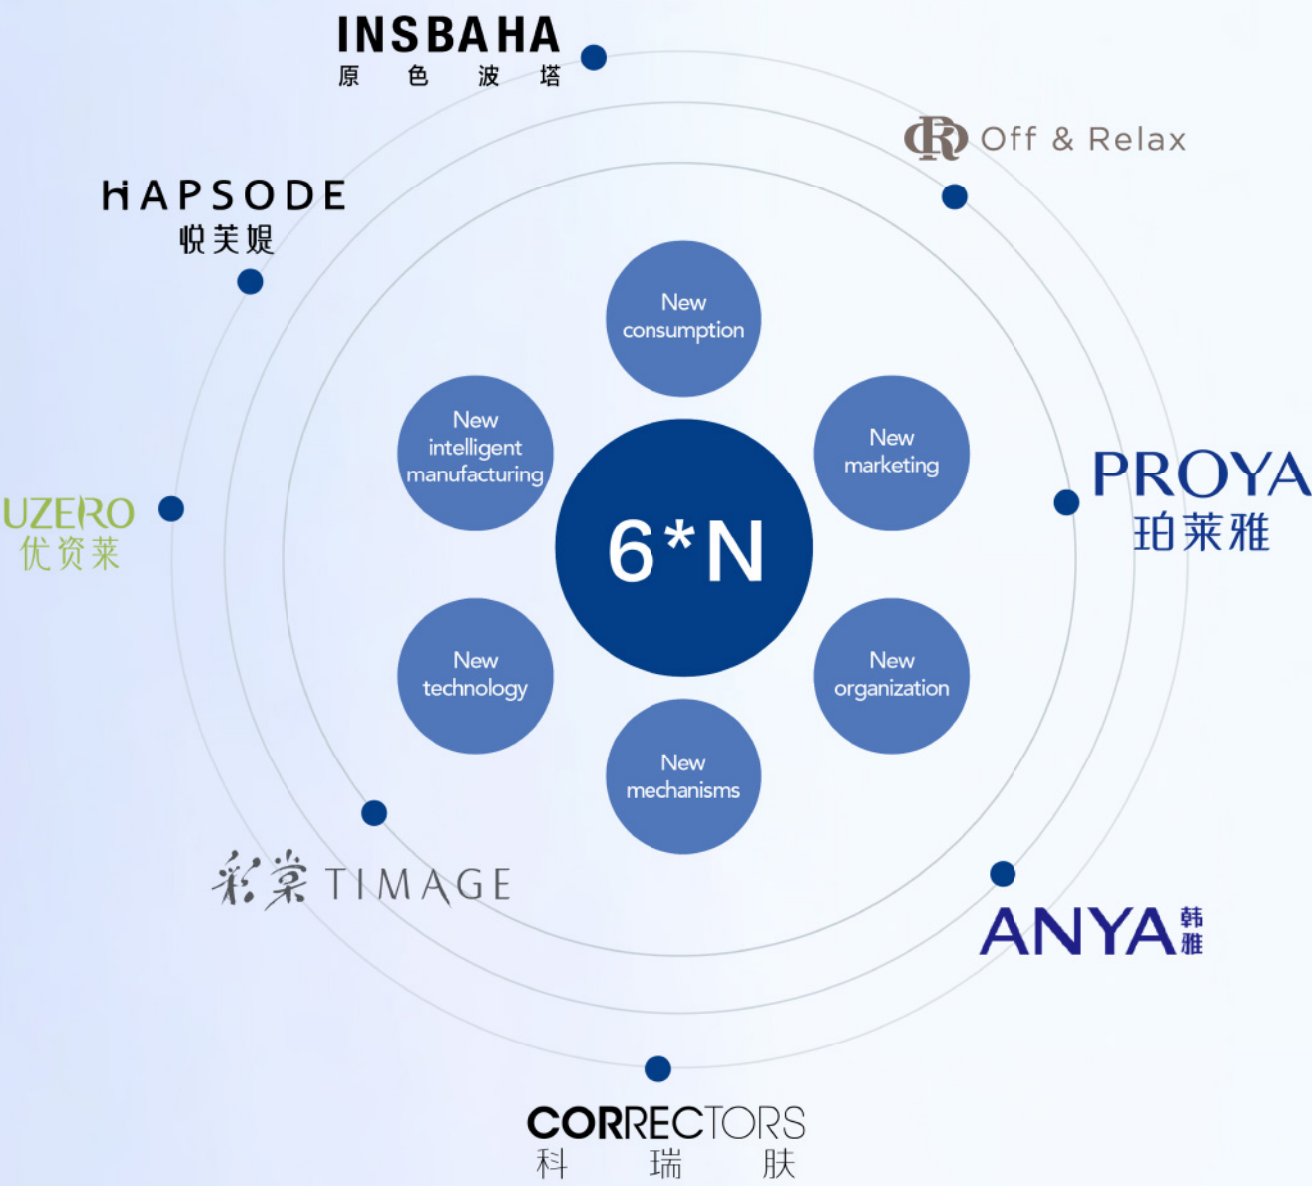 INSBAHA
原色波塔
Off & Relax
HAPSODE
悦芙媞
New
consumption
New
intelligent
manufacturing
New
marketing
PROYA
珀莱雅
UZERO
优资莱
6*N
New
technology
New
organization
New
mechanisms
彩棠 TIMAGE
ANYA 韩雅
CORRECTORS
科瑞肤